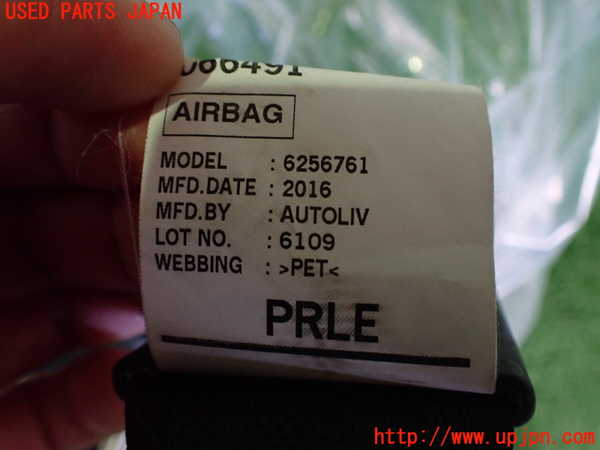 USED PARTS JAPAN
066491
AIRBAG
MODEL : 6256761
MFD.DATE : 2016
MFD.BY : AUTOLIV
LOT NO. : 6109
WEBBING : >PET<
PRLE
http://www.upjpn.com/